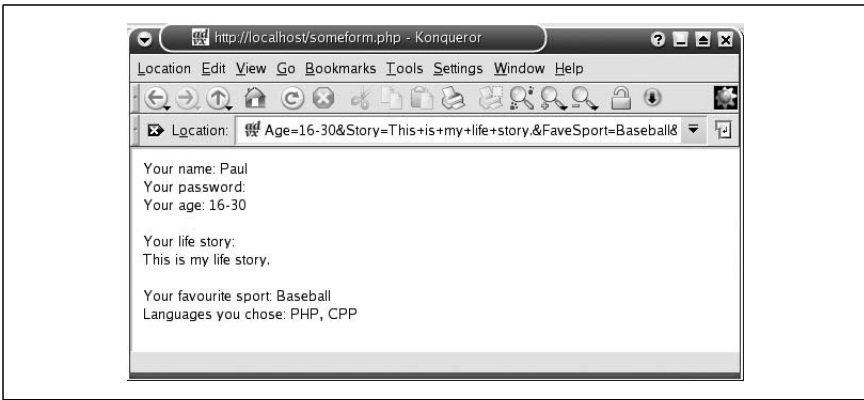 http://localhost/someform.php - Konqueror
Location Edit View Go Bookmarks Tools Settings Window Help
Location: Age=16-30&Story=This+is+my+life+story.&FaveSport=Baseball&
Your name: Paul
Your password:
Your age: 16-30
Your life story:
This is my life story.
Your favourite sport: Baseball
Languages you chose: PHP, CPP